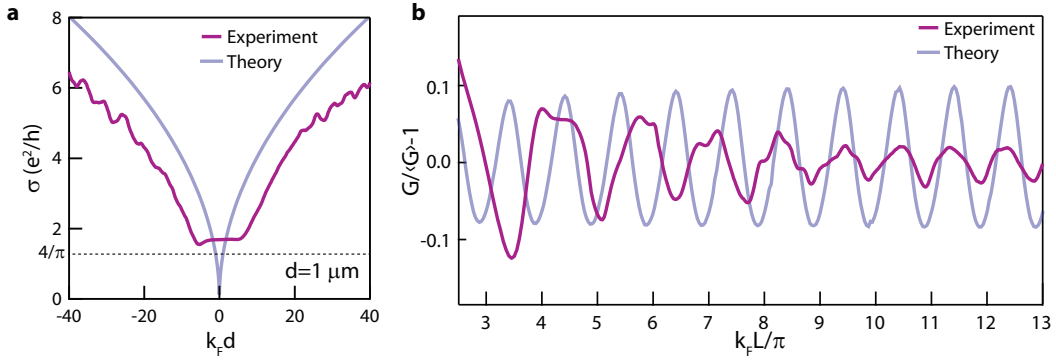 a
σ (e²/h)
8
6
4
2
4/π
0
Experiment
Theory
d=1 μm
-40
-20
0
20
40
k_F d
b
G/‹G›-1
0.1
0.0
-0.1
Experiment
Theory
3
4
5
6
7
8
9
10
11
12
13
k_F L/π